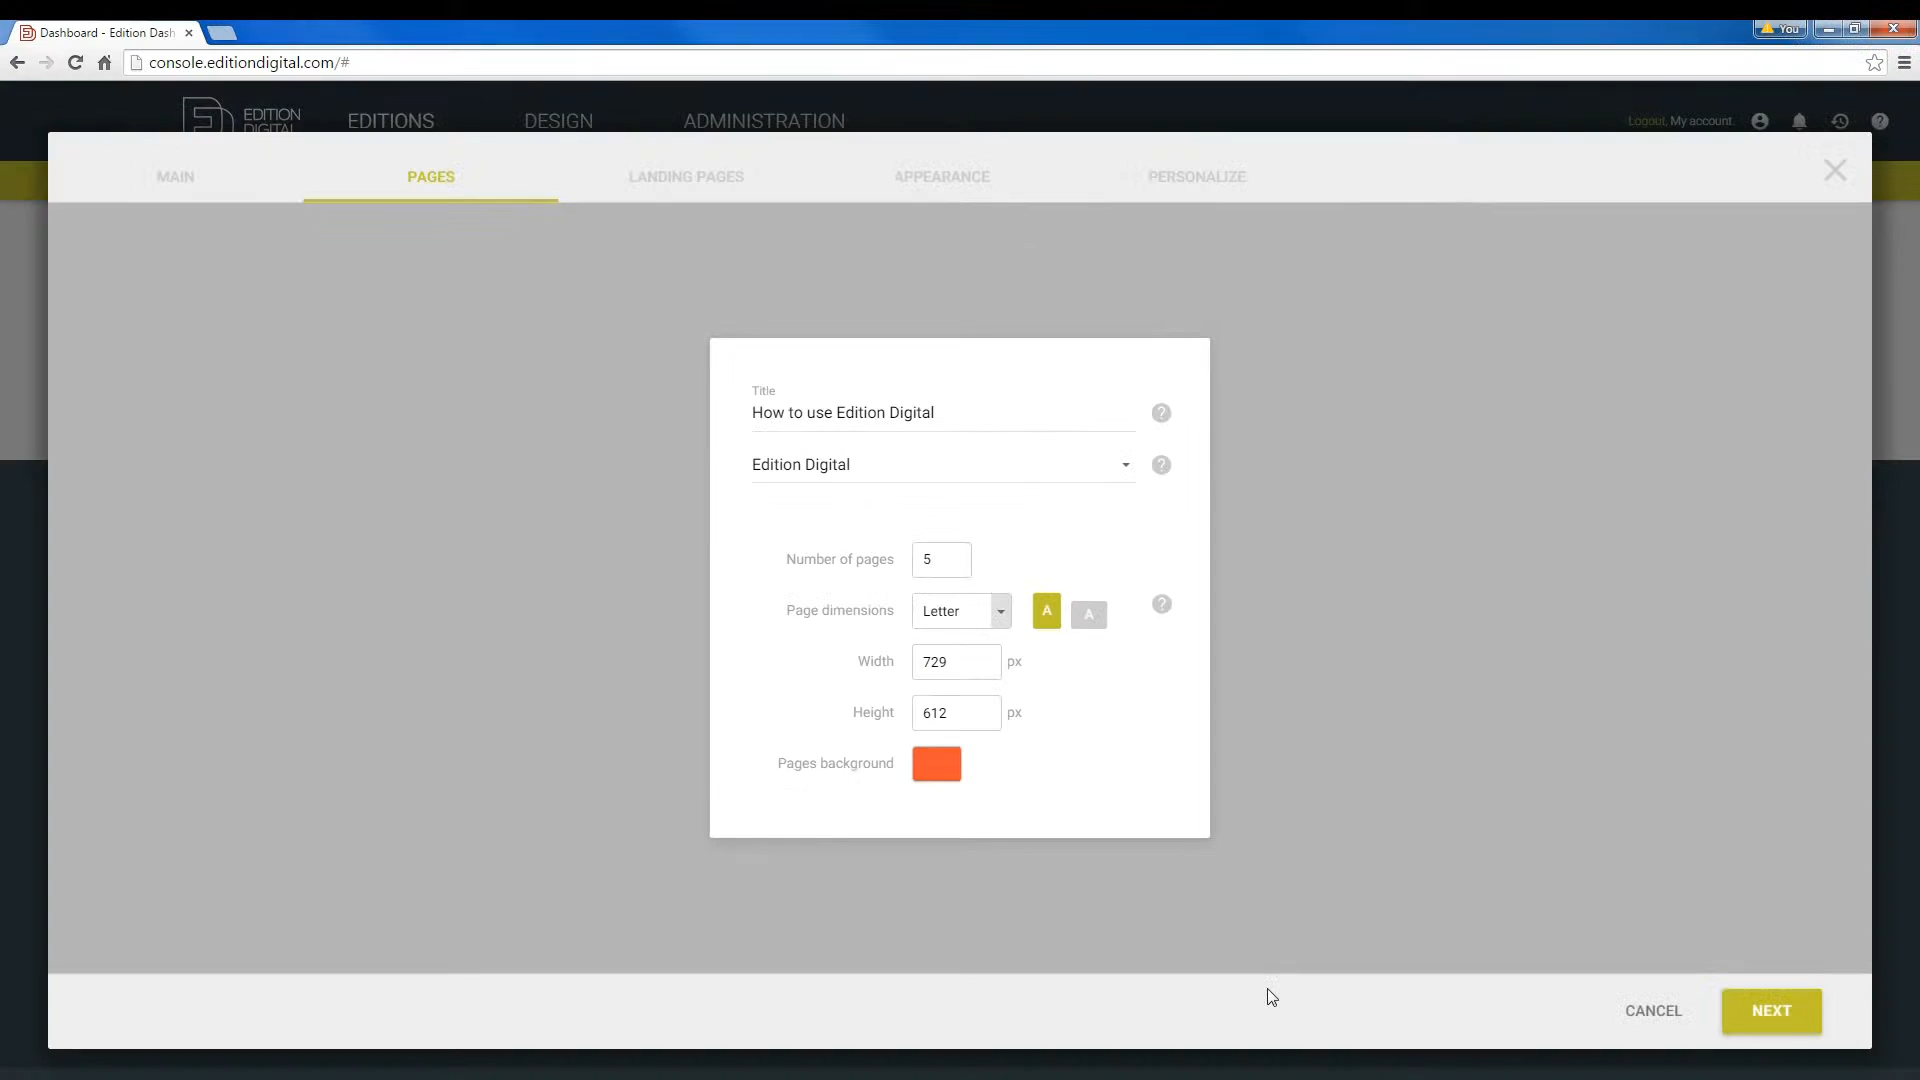 Dashboard - Edition Dash
You
console.editiondigital.com/#
EDITION
DIGITAL
EDITIONS
DESIGN
ADMINISTRATION
Logout, My account.
MAIN
PAGES
LANDING PAGES
APPEARANCE
PERSONALIZE
Title
How to use Edition Digital
?
Edition Digital
?
Number of pages
5
Page dimensions
Letter
A
A
?
Width
729
px
Height
612
px
Pages background
CANCEL
NEXT